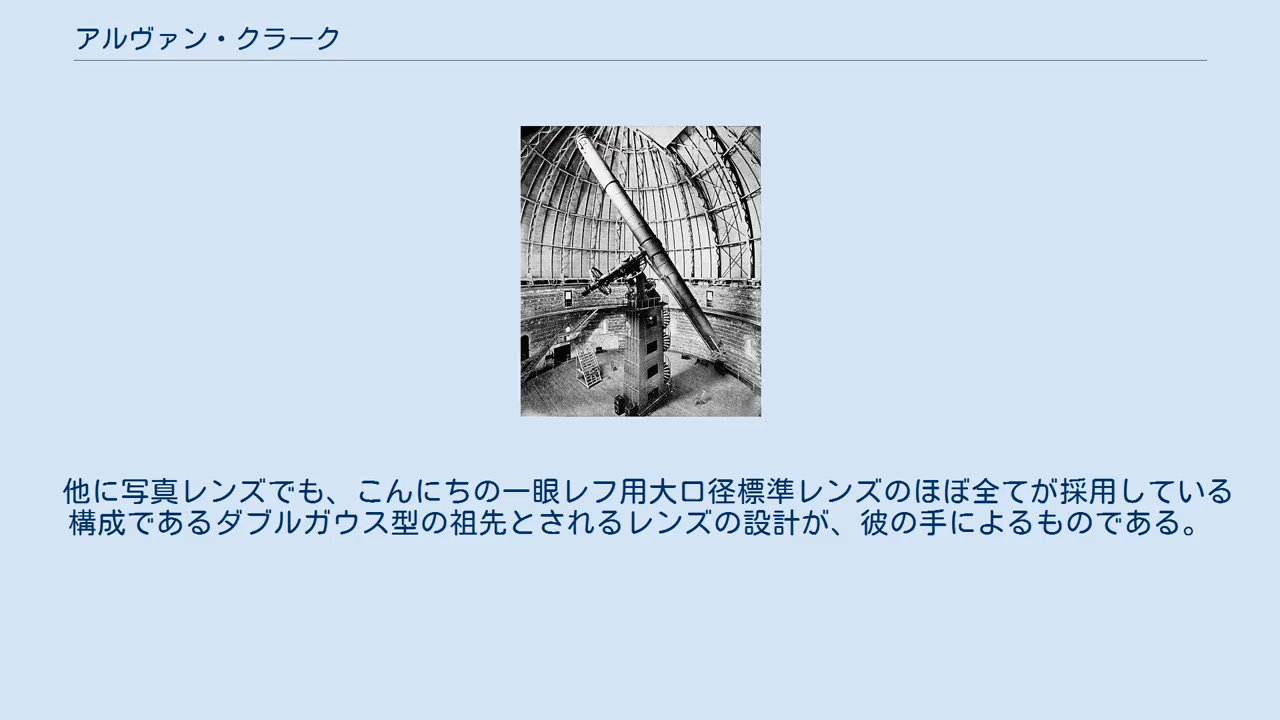 アルヴァン・クラーク
他に写真レンズでも、こんにちの一眼レフ用大口径標準レンズのほぼ全てが採用している
構成であるダブルガウス型の祖先とされるレンズの設計が、彼の手によるものである。